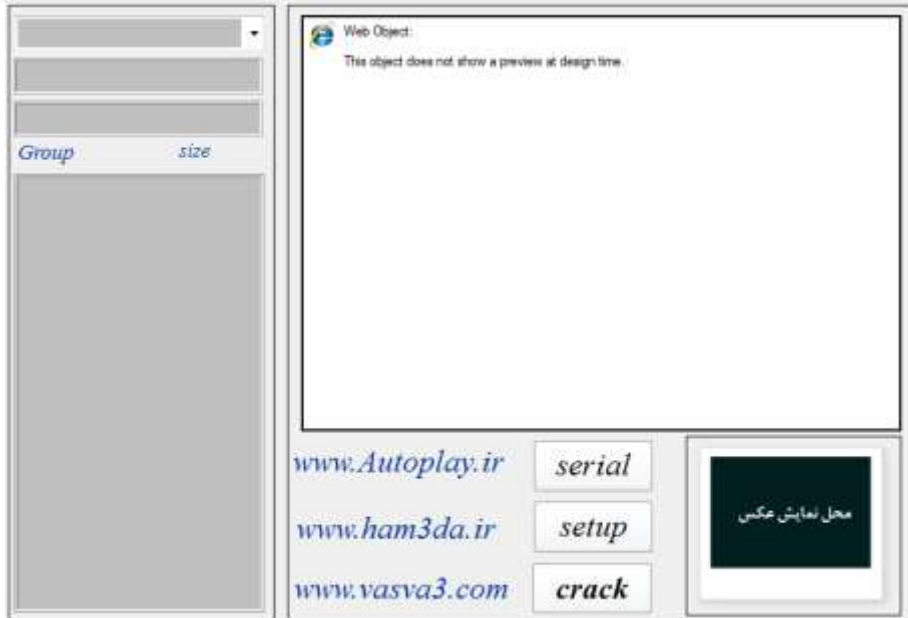 Web Object:
This object does not show a preview at design time.
Group size
www.Autoplay.ir serial
محل نمایش عکس
www.ham3da.ir setup
www.vasva3.com crack